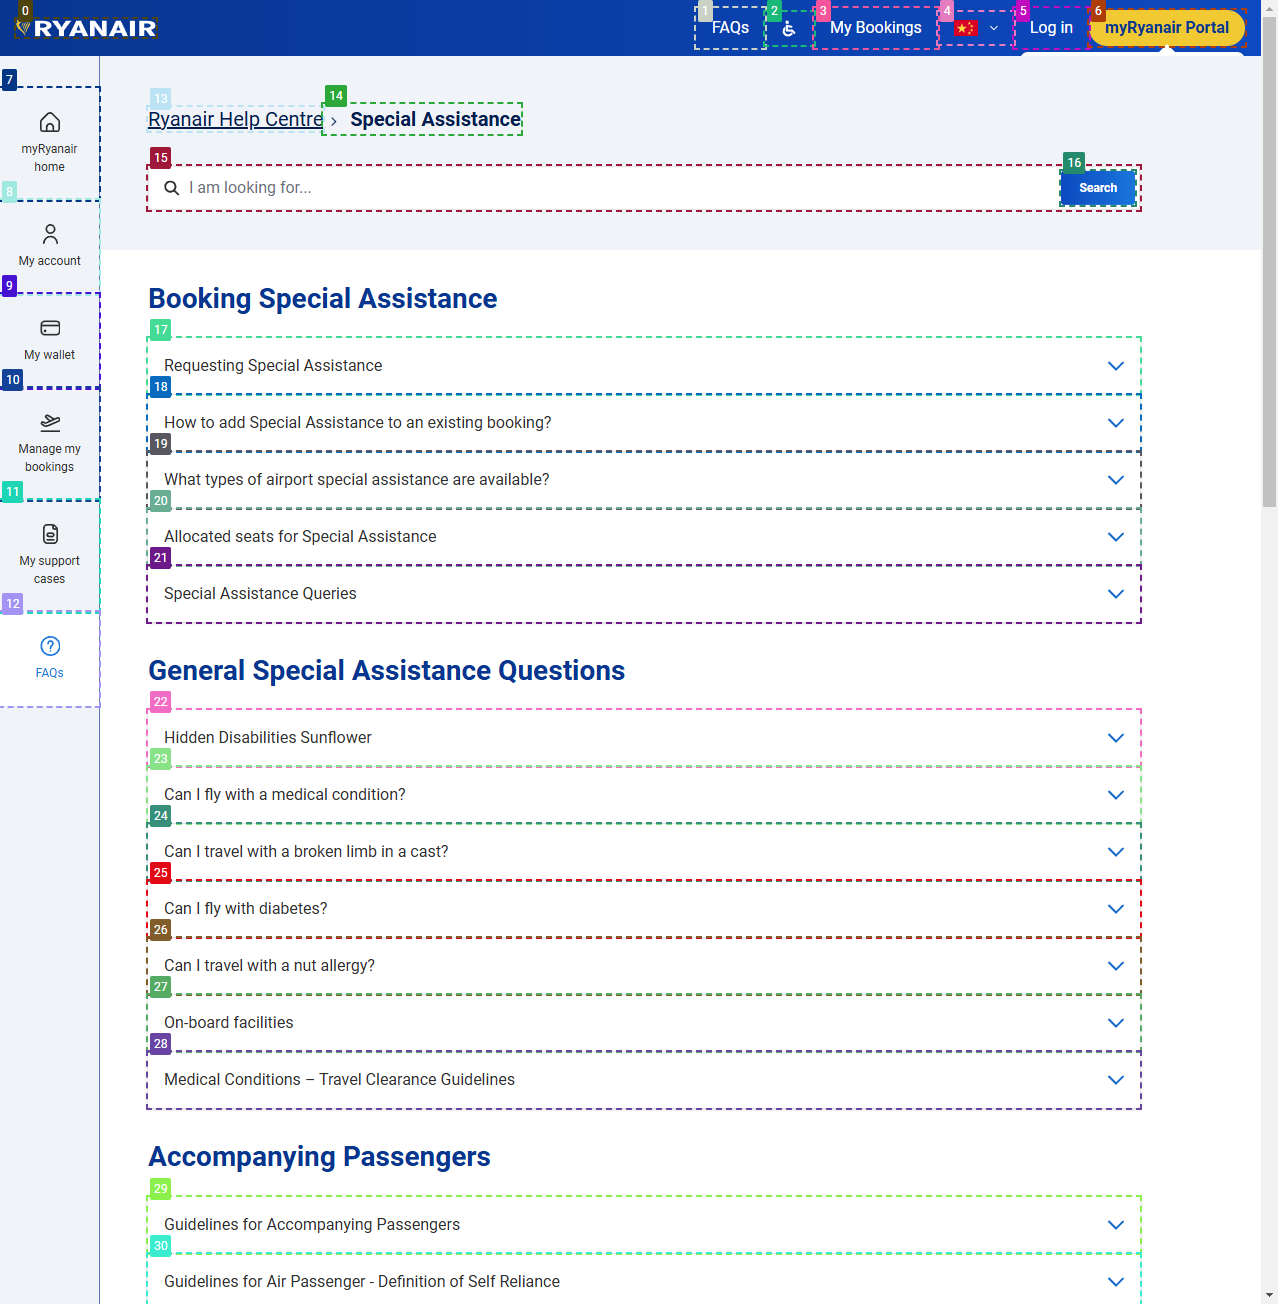 0
RYANAIR
1
FAQs
2
3
My Bookings
4
5
Log in
6
myRyanair Portal
7
myRyanair
home
8
My account
9
My wallet
10
Manage my
bookings
11
My support
cases
12
FAQs
13
Ryanair Help Centre
14
Special Assistance
15
I am looking for...
16
Search
Booking Special Assistance
17
Requesting Special Assistance
18
How to add Special Assistance to an existing booking?
19
What types of airport special assistance are available?
20
Allocated seats for Special Assistance
21
Special Assistance Queries
General Special Assistance Questions
22
Hidden Disabilities Sunflower
23
Can I fly with a medical condition?
24
Can I travel with a broken limb in a cast?
25
Can I fly with diabetes?
26
Can I travel with a nut allergy?
27
On-board facilities
28
Medical Conditions – Travel Clearance Guidelines
Accompanying Passengers
29
Guidelines for Accompanying Passengers
30
Guidelines for Air Passenger - Definition of Self Reliance